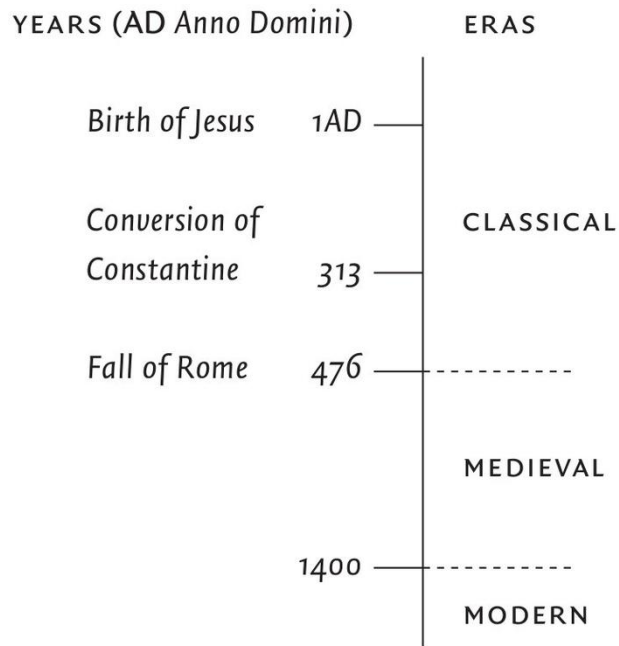 YEARS (AD Anno Domini) ERAS
Birth of Jesus 1AD
Conversion of CLASSICAL
Constantine 313
Fall of Rome 476
MEDIEVAL
1400
MODERN